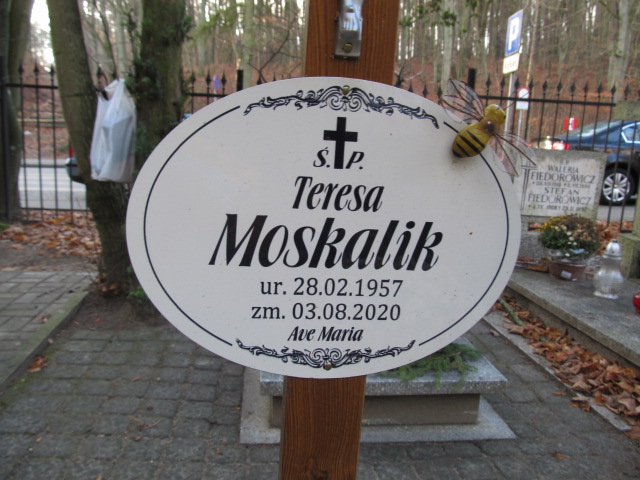 Ś. P.
Teresa
Moskalik
ur. 28.02.1957
zm. 03.08.2020
Ave Maria
P
WALERIA
FIEDOROWICZ
STEFAN
FIEDOROWICZ